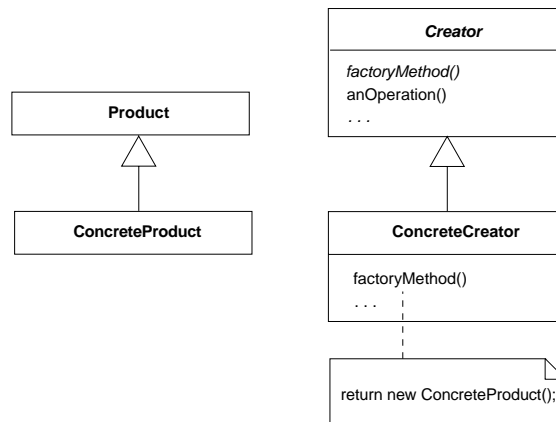 Creator
factoryMethod()
anOperation()
. . .
Product
ConcreteProduct
ConcreteCreator
factoryMethod()
. . .
return new ConcreteProduct();